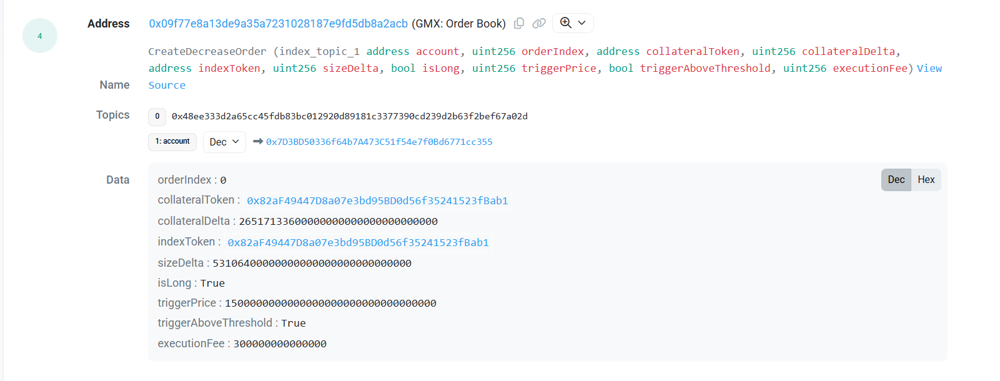 4
Address 0x09f77e8a13de9a35a7231028187e9fd5db8a2acb (GMX: Order Book)
CreateDecreaseOrder (index_topic_1 address account, uint256 orderIndex, address collateralToken, uint256 collateralDelta,
address indexToken, uint256 sizeDelta, bool isLong, uint256 triggerPrice, bool triggerAboveThreshold, uint256 executionFee) View
Name Source
Topics 0 0x48ee333d2a65cc45fdb83bc012920d89181c3377390cd239d2b63f2bef67a02d
1: account Dec 0x7D3BD50336f64b7A473C51f54e7f0Bd6771cc355
Data orderIndex : 0 Dec Hex
collateralToken : 0x82aF49447D8a07e3bd95BD0d56f35241523fBab1
collateralDelta : 26517133600000000000000000000000
indexToken : 0x82aF49447D8a07e3bd95BD0d56f35241523fBab1
sizeDelta : 53106400000000000000000000000000
isLong : True
triggerPrice : 1500000000000000000000000000000000
triggerAboveThreshold : True
executionFee : 300000000000000